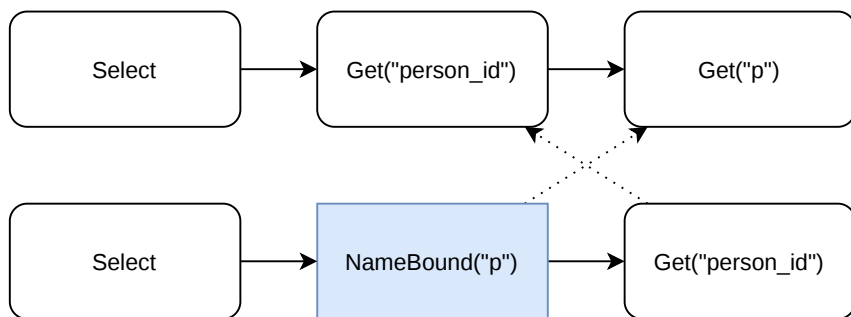 Select
Get("person_id")
Get("p")
Select
NameBound("p")
Get("person_id")